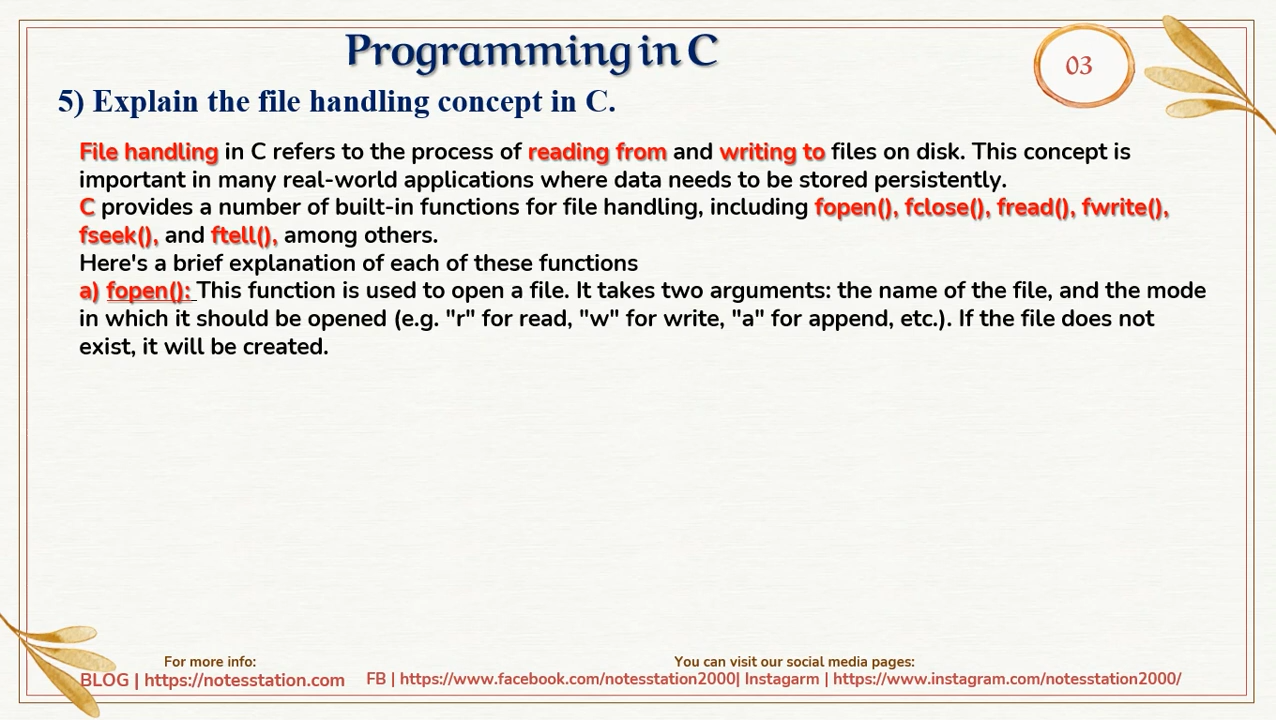 Programming in C
03
5) Explain the file handling concept in C.
File handling in C refers to the process of reading from and writing to files on disk. This concept is
important in many real-world applications where data needs to be stored persistently.
C provides a number of built-in functions for file handling, including fopen(), fclose(), fread(), fwrite(),
fseek(), and ftell(), among others.
Here's a brief explanation of each of these functions
a) fopen(): This function is used to open a file. It takes two arguments: the name of the file, and the mode
in which it should be opened (e.g. "r" for read, "w" for write, "a" for append, etc.). If the file does not
exist, it will be created.
For more info:
BLOG | https://notesstation.com
You can visit our social media pages:
FB | https://www.facebook.com/notesstation2000| Instagarm | https://www.instagram.com/notesstation2000/